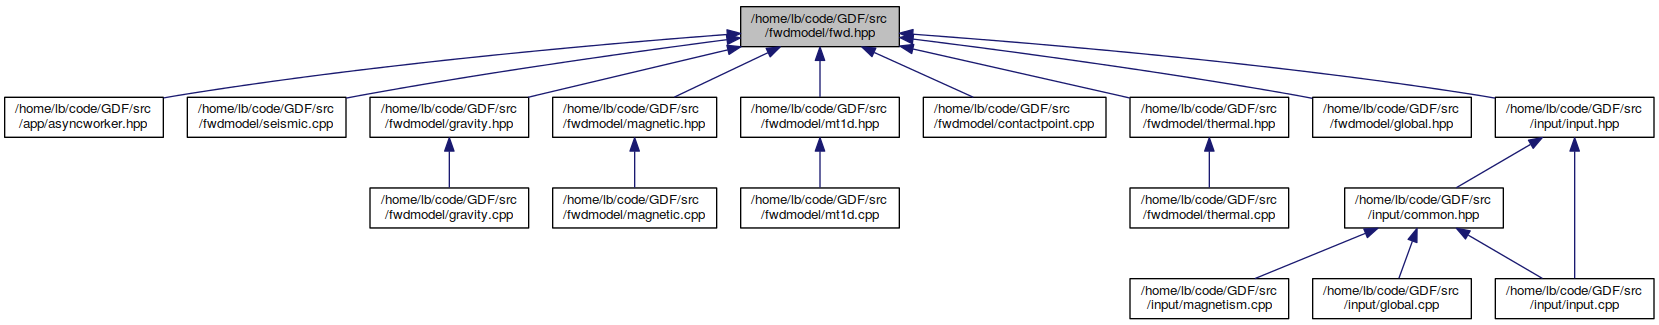 /home/lb/code/GDF/src
/fwdmodel/fwd.hpp
/home/lb/code/GDF/src
/app/asyncworker.hpp
/home/lb/code/GDF/src
/fwdmodel/seismic.cpp
/home/lb/code/GDF/src
/fwdmodel/gravity.hpp
/home/lb/code/GDF/src
/fwdmodel/magnetic.hpp
/home/lb/code/GDF/src
/fwdmodel/mt1d.hpp
/home/lb/code/GDF/src
/fwdmodel/contactpoint.cpp
/home/lb/code/GDF/src
/fwdmodel/thermal.hpp
/home/lb/code/GDF/src
/fwdmodel/global.hpp
/home/lb/code/GDF/src
/input/input.hpp
/home/lb/code/GDF/src
/fwdmodel/gravity.cpp
/home/lb/code/GDF/src
/fwdmodel/magnetic.cpp
/home/lb/code/GDF/src
/fwdmodel/mt1d.cpp
/home/lb/code/GDF/src
/fwdmodel/thermal.cpp
/home/lb/code/GDF/src
/input/common.hpp
/home/lb/code/GDF/src
/input/magnetism.cpp
/home/lb/code/GDF/src
/input/global.cpp
/home/lb/code/GDF/src
/input/input.cpp